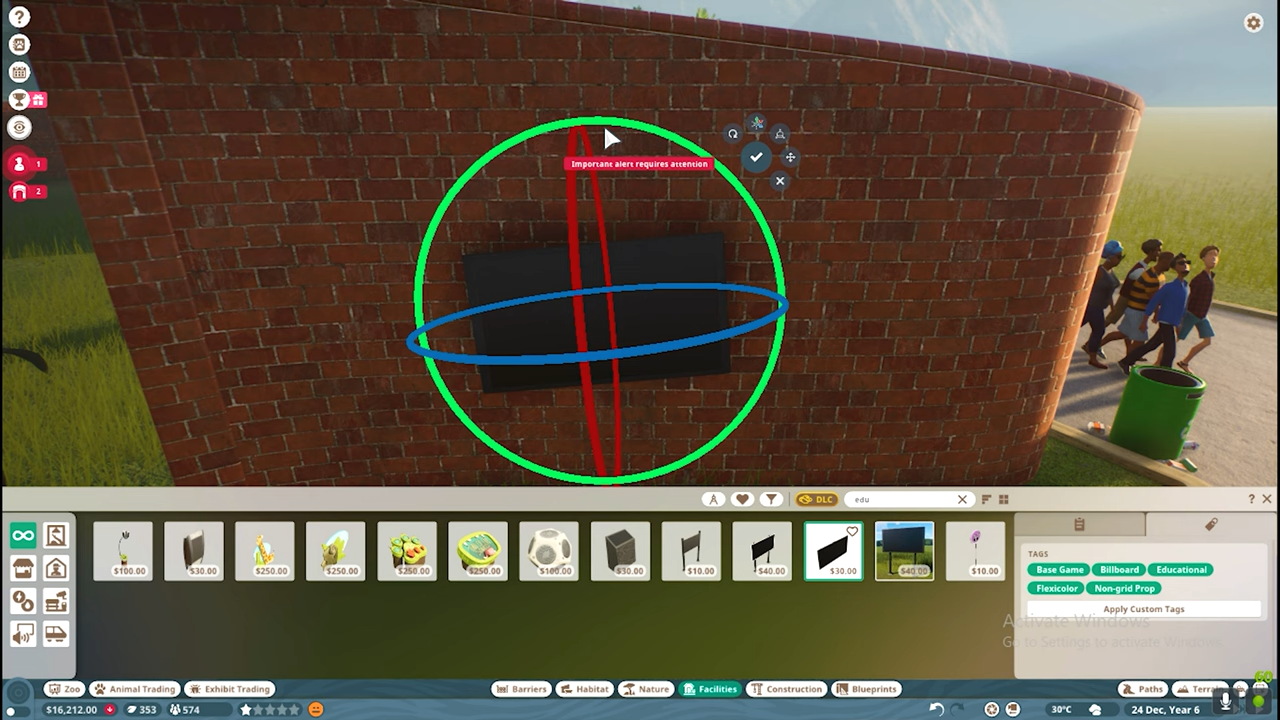 ?
1
2
Important alert requires attention
DLC
edu
?
$100.00
$30.00
$250.00
$250.00
$250.00
$250.00
$100.00
$30.00
$10.00
$40.00
$30.00
$40.00
$10.00
TAGS
Base Game
Billboard
Educational
Flexicolor
Non-grid Prop
Apply Custom Tags
Activate Windows
Go to Settings to activate Windows.
Zoo
Animal Trading
Exhibit Trading
Barriers
Habitat
Nature
Facilities
Construction
Blueprints
Paths
$16,212.00
353
574
30°C
24 Dec, Year 6
60